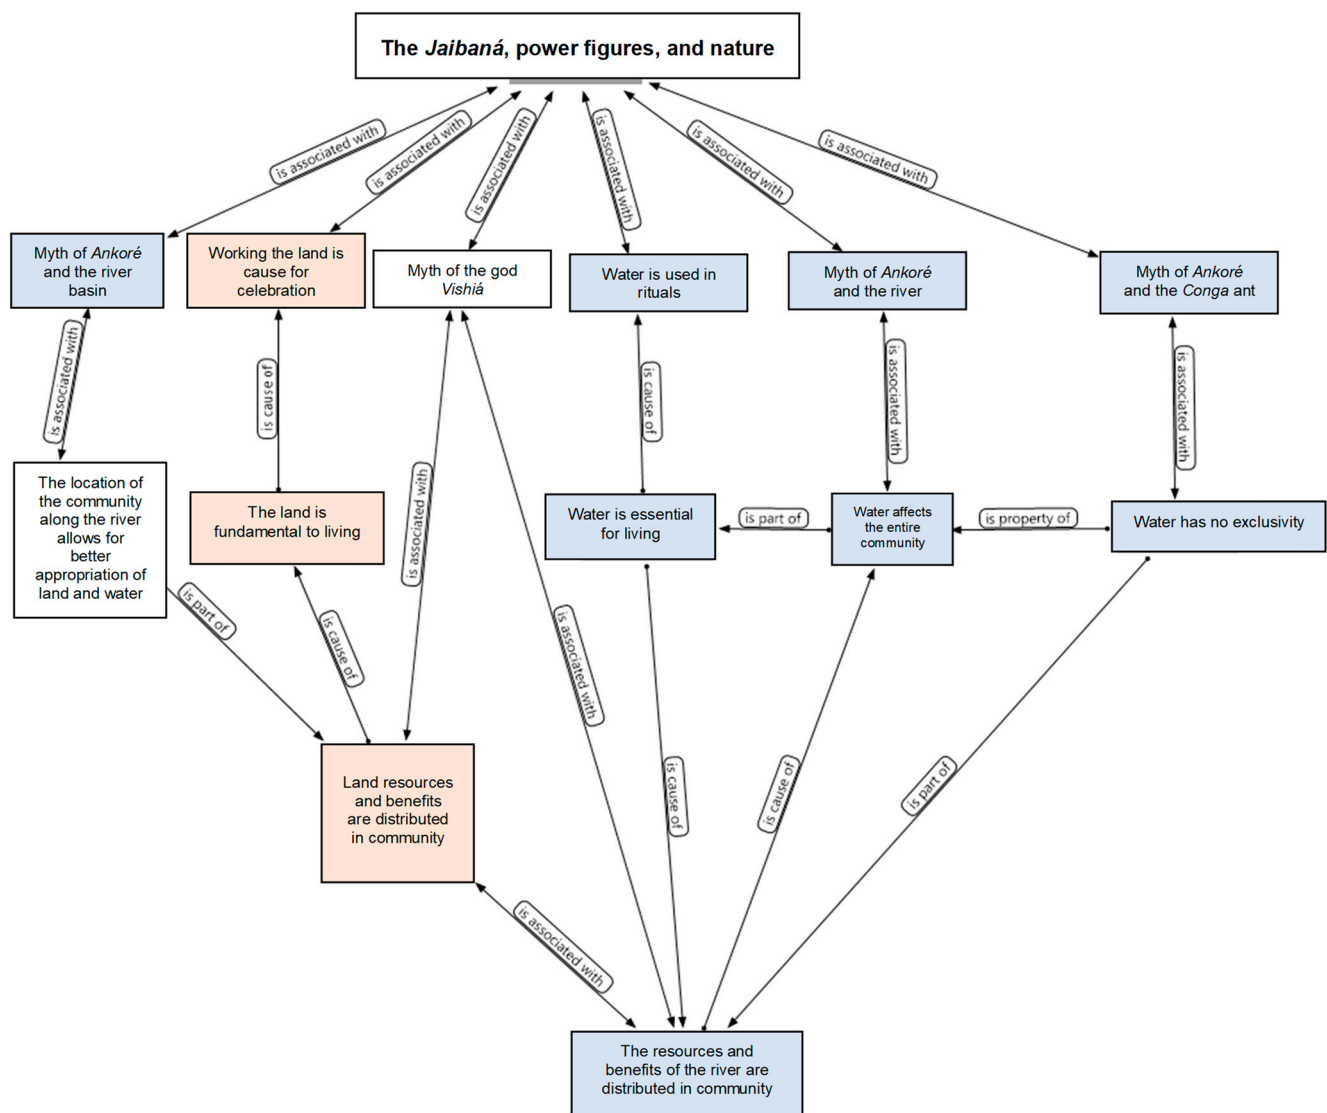 The Jaibaná, power figures, and nature
is associated with
is associated with
is associated with
is associated with
is associated with
is associated with
Myth of Ankoré
and the river
basin
Working the land is
cause for
celebration
Myth of the god
Vishiá
Water is used in
rituals
Myth of Ankoré
and the river
Myth of Ankoré
and the Conga ant
is associated with
is cause of
is associated with
is cause of
is associated with
is associated with
The location of
the community
along the river
allows for
better
appropriation of
land and water
The land is
fundamental to living
Water is essential
for living
is part of
Water affects
the entire
community
is property of
Water has no exclusivity
is part of
is cause of
is associated with
is cause of
is cause of
is part of
Land resources
and benefits
are distributed
in community
is associated with
The resources and
benefits of the river are
distributed in community